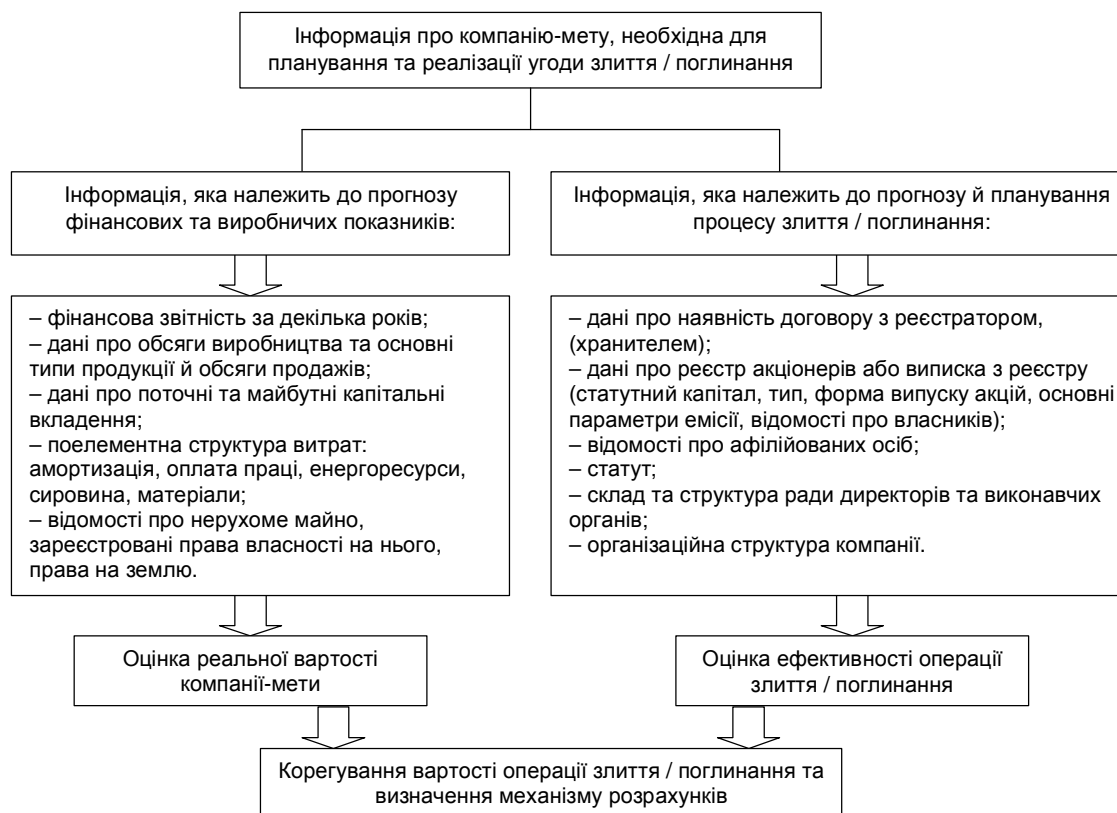 Інформація про компанію-мету, необхідна для
планування та реалізації угоди злиття / поглинання
Інформація, яка належить до прогнозу
фінансових та виробничих показників:
– фінансова звітність за декілька років;
– дані про обсяги виробництва та основні
типи продукції й обсяги продажів;
– дані про поточні та майбутні капітальні
вкладення;
– поелементна структура витрат:
амортизація, оплата праці, енергоресурси,
сировина, матеріали;
– відомості про нерухоме майно,
зареєстровані права власності на нього,
права на землю.
Оцінка реальної вартості
компанії-мети
Інформація, яка належить до прогнозу й планування
процесу злиття / поглинання:
– дані про наявність договору з реєстратором,
(хранителем);
– дані про реєстр акціонерів або виписка з реєстру
(статутний капітал, тип, форма випуску акцій, основні
параметри емісії, відомості про власників);
– відомості про афілійованих осіб;
– статут;
– склад та структура ради директорів та виконавчих
органів;
– організаційна структура компанії.
Оцінка ефективності операції
злиття / поглинання
Корегування вартості операції злиття / поглинання та
визначення механізму розрахунків